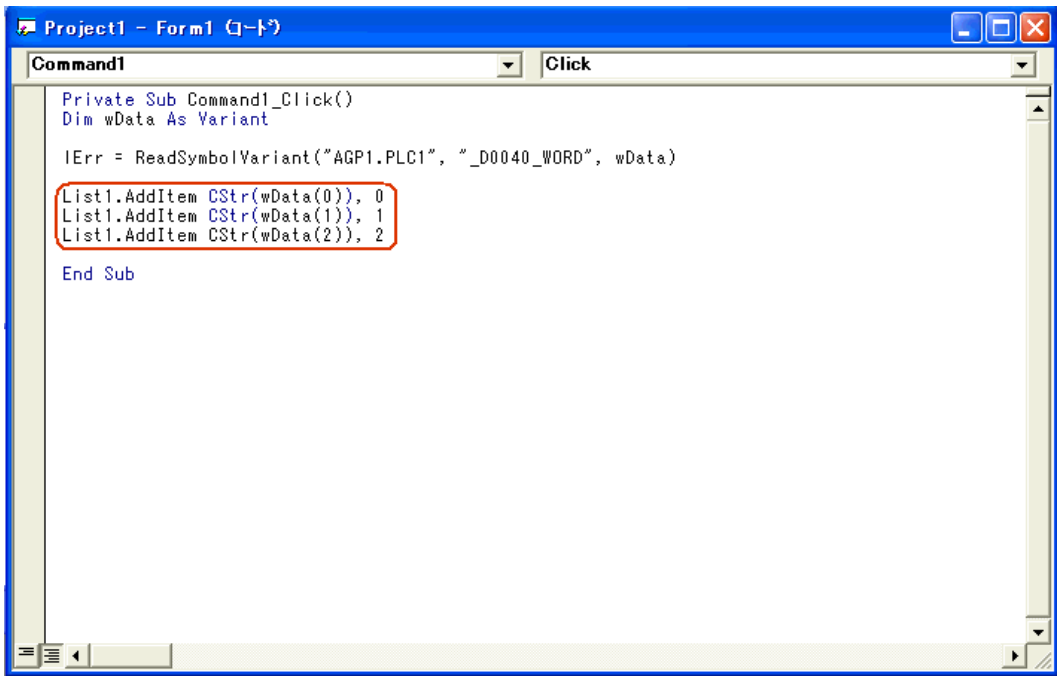 Project1 - Form1 (コード)
Command1
Click
Private Sub Command1_Click()
Dim wData As Variant
lErr = ReadSymbolVariant("AGP1.PLC1", "_D0040_WORD", wData)
List1.AddItem CStr(wData(0)), 0
List1.AddItem CStr(wData(1)), 1
List1.AddItem CStr(wData(2)), 2
End Sub